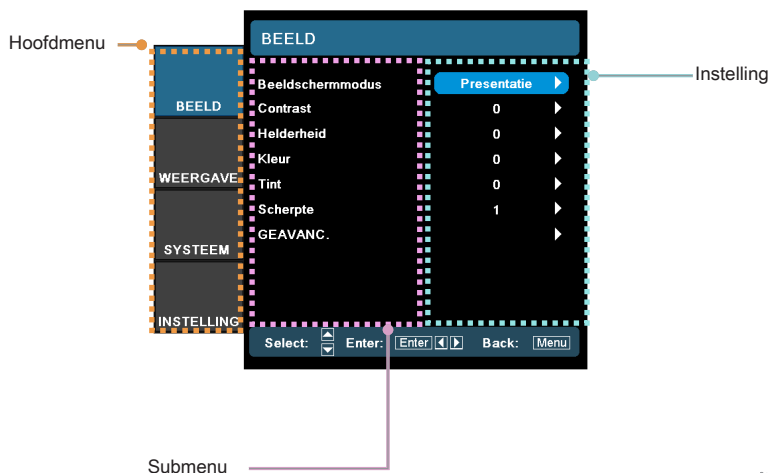 Hoofdmenu
BEELD
Instelling
BEELD
WEERGAVE
SYSTEEM
INSTELLING
Beeldschermmodus Presentatie
Contrast 0
Helderheid 0
Kleur 0
Tint 0
Scherpte 1
GEAVANC.
Select: Enter: Enter Back: Menu
Submenu